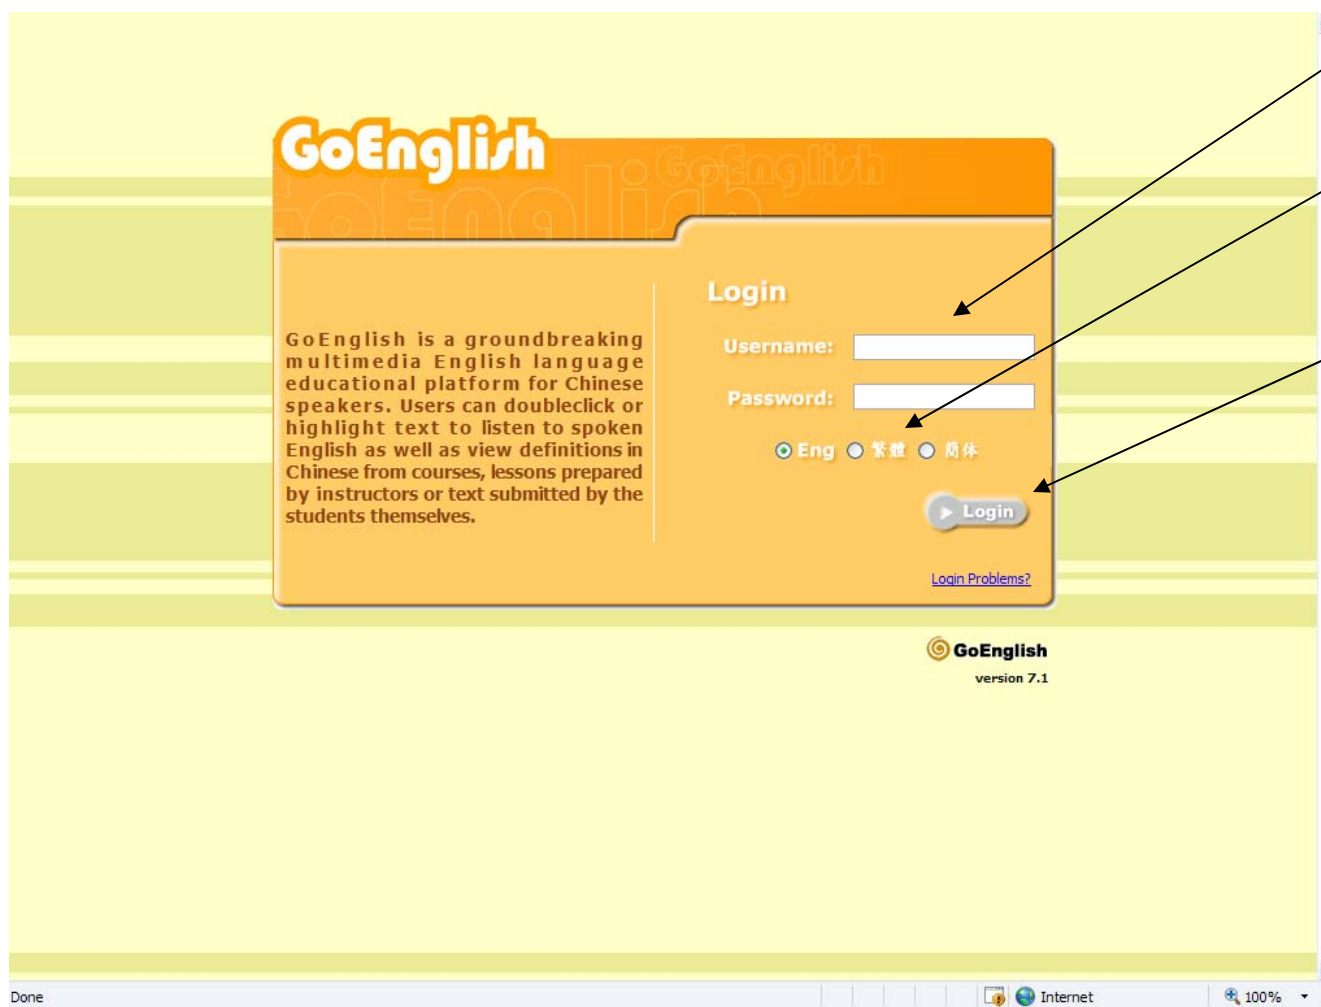 GoEnglish
GoEnglish
GoEnglish
Login
GoEnglish is a groundbreaking
multimedia English language
educational platform for Chinese
speakers. Users can doubleclick or
highlight text to listen to spoken
English as well as view definitions in
Chinese from courses, lessons prepared
by instructors or text submitted by the
students themselves.
Username:
Password:
Eng 繁體 简体
Login
Login Problems?
GoEnglish
version 7.1
Done Internet 100%